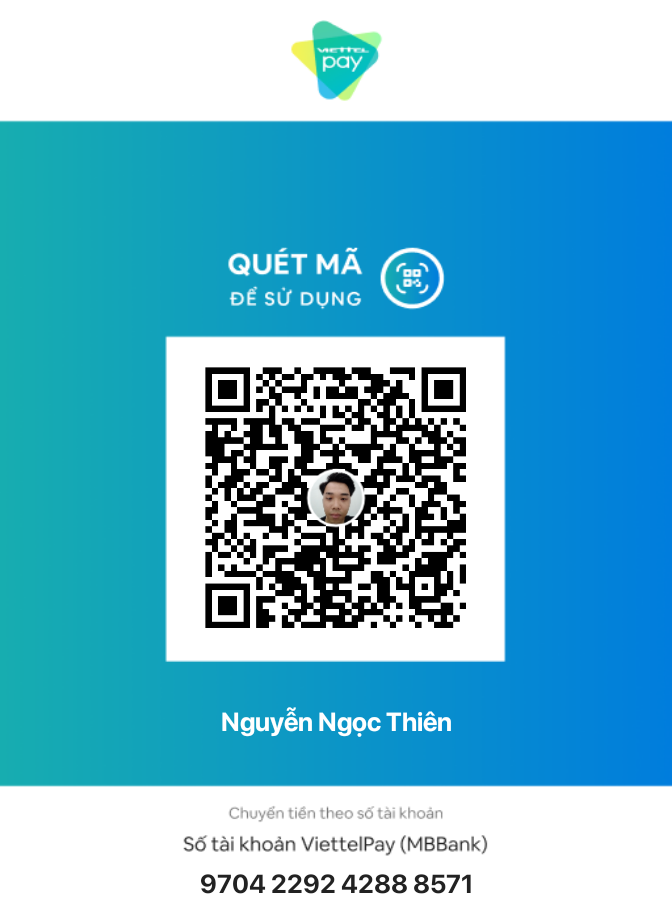 VIETTEL
pay
QUÉT MÃ
ĐỂ SỬ DỤNG
Nguyễn Ngọc Thiên
Chuyển tiền theo số tài khoản
Số tài khoản ViettelPay (MBBank)
9704 2292 4288 8571